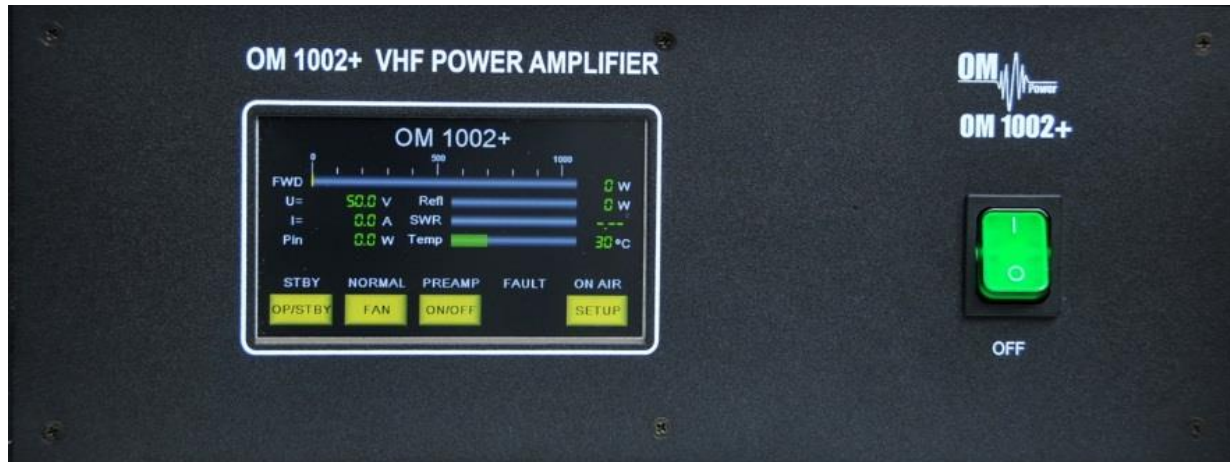 OM 1002+ VHF POWER AMPLIFIER
OM 1002+
0 500 1000
FWD 0 W
U= 50.0 V Refl 0 W
I= 0.0 A SWR -.--
Pin 0.0 W Temp 30 °C
STBY NORMAL PREAMP FAULT ON AIR
OP/STBY FAN ON/OFF SETUP
OM Power
OM 1002+
I
O
OFF